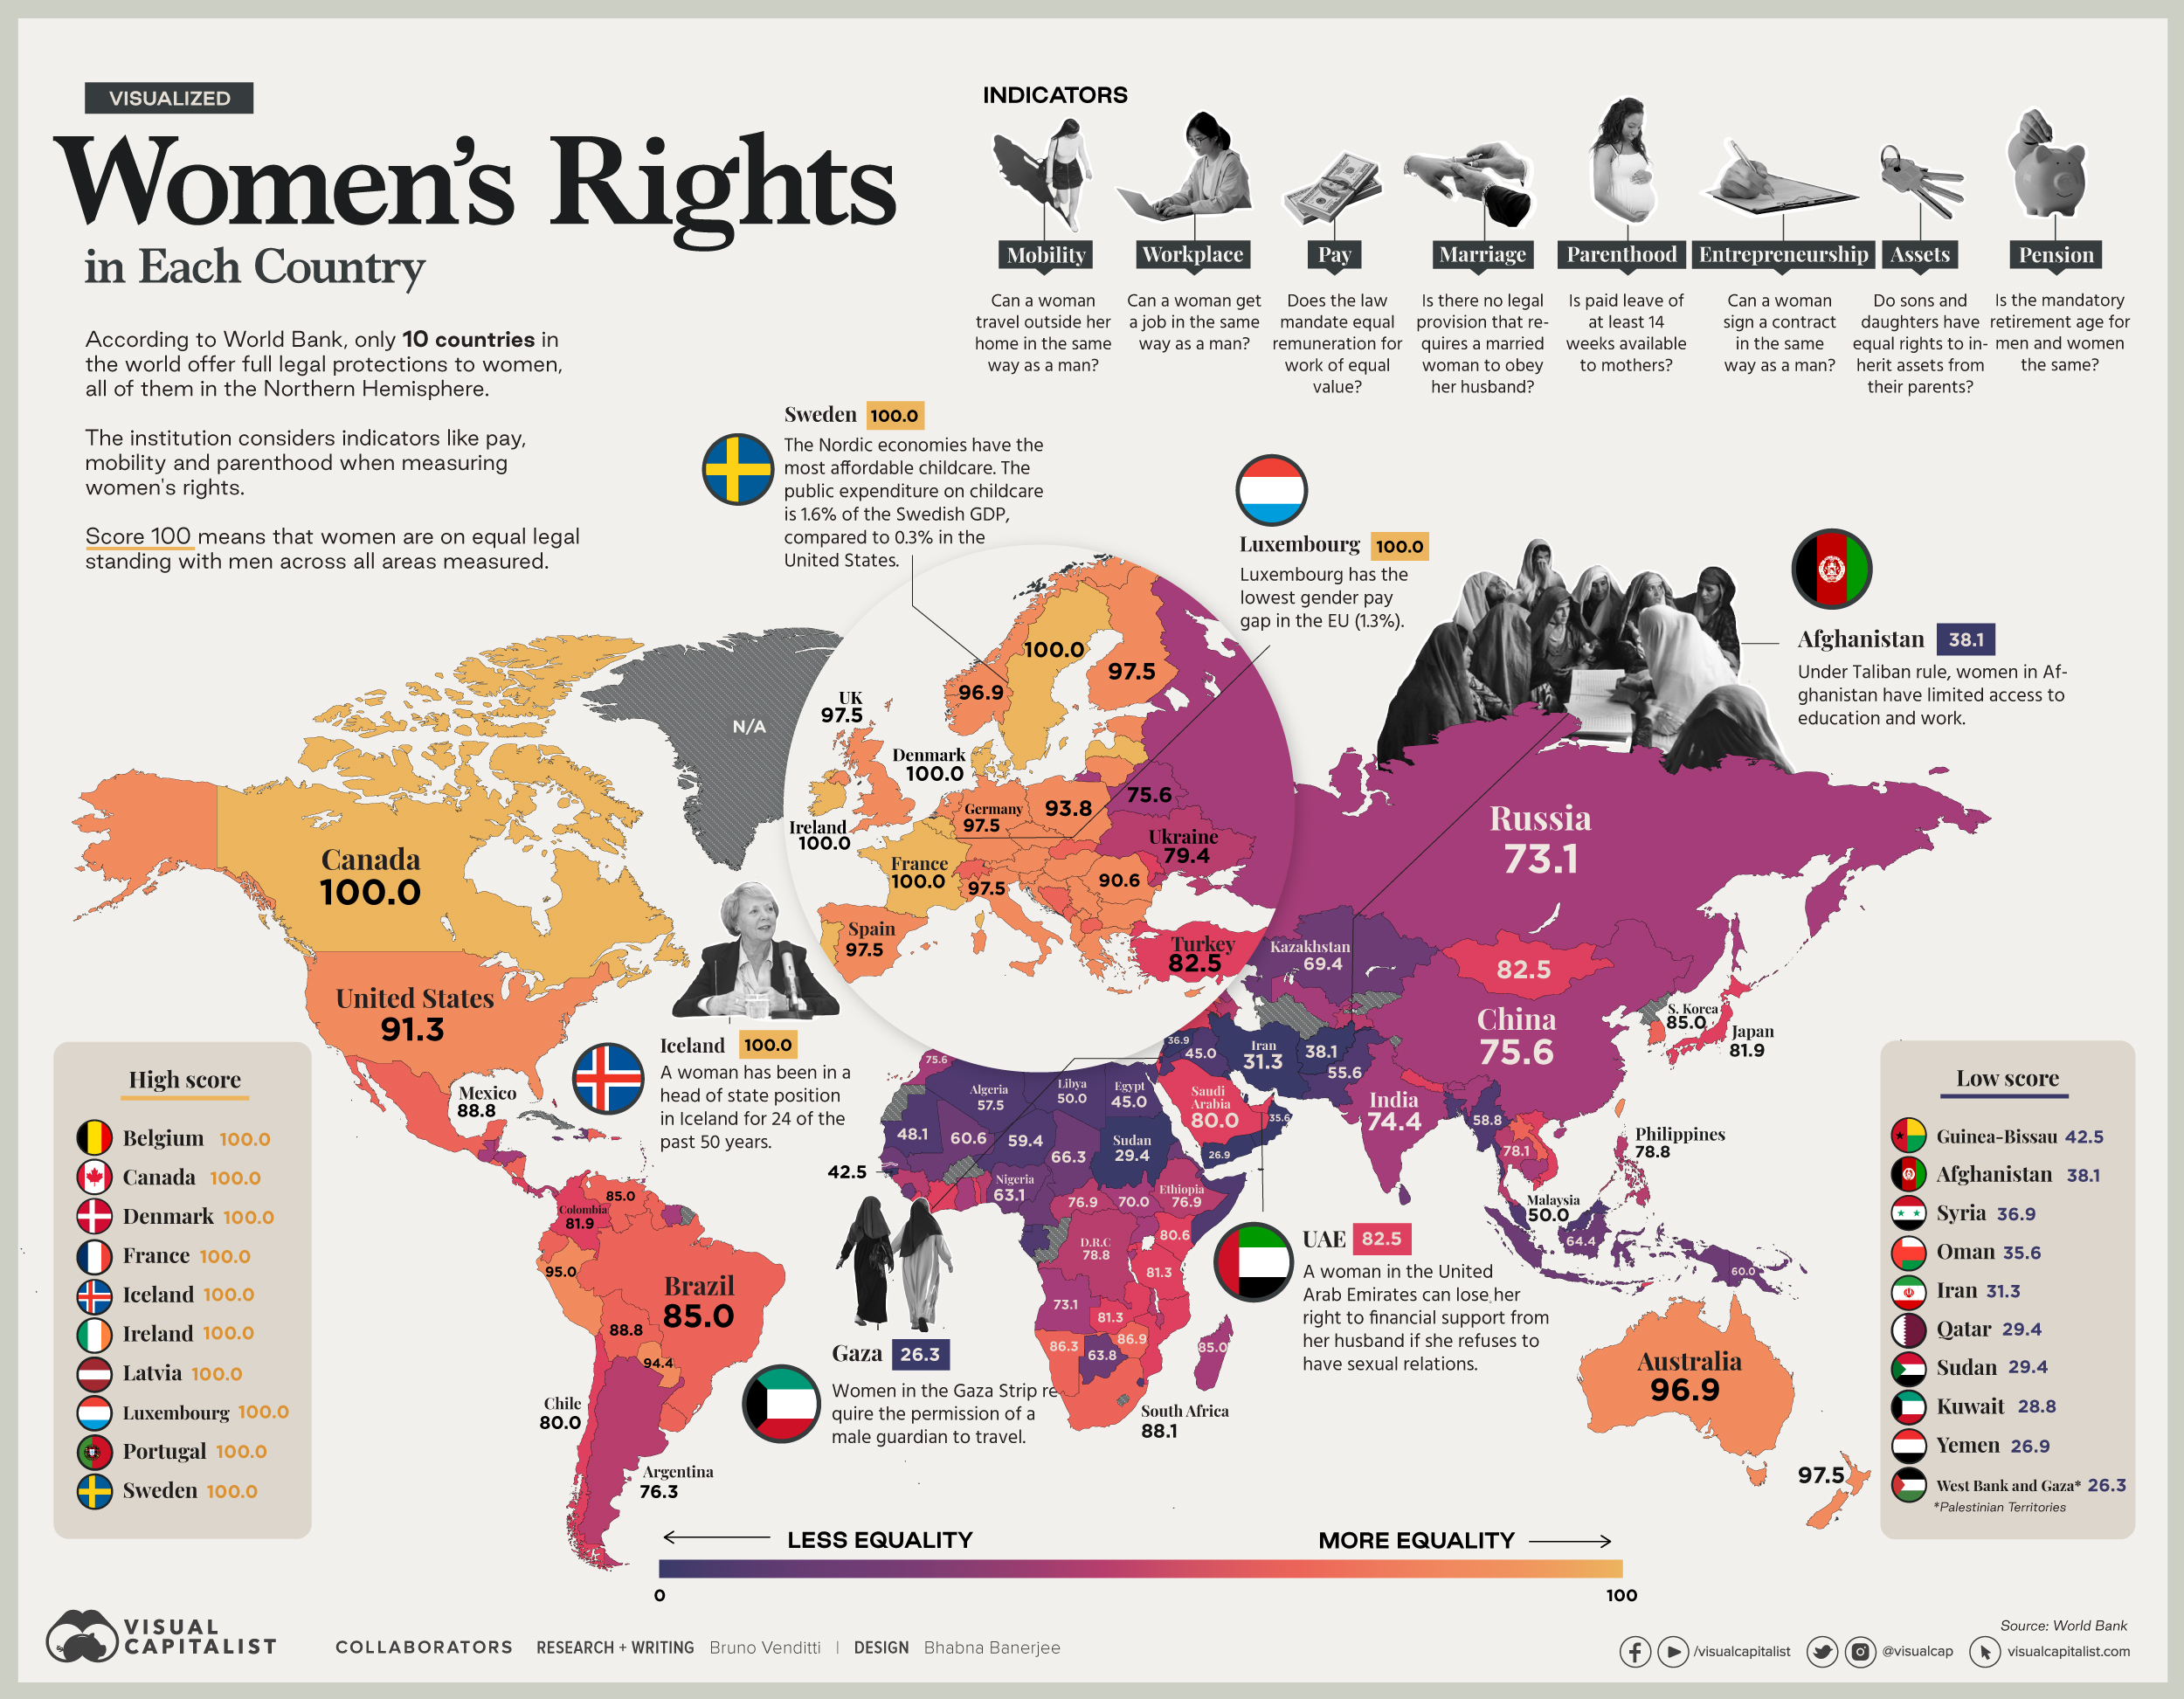 VISUALIZED
Women's Rights
in Each Country
According to World Bank, only 10 countries in
the world offer full legal protections to women,
all of them in the Northern Hemisphere.
The institution considers indicators like pay,
mobility and parenthood when measuring
women's rights.
Score 100 means that women are on equal legal
standing with men across all areas measured.
INDICATORS
Mobility
Can a woman
travel outside her
home in the same
way as a man?
Workplace
Can a woman get
a job in the same
way as a man?
Pay
Does the law
mandate equal
remuneration for
work of equal
value?
Marriage
Is there no legal
provision that re-
quires a married
woman to obey
her husband?
Parenthood
Is paid leave of
at least 14
weeks available
to mothers?
Entrepreneurship
Can a woman
sign a contract
in the same
way as a man?
Assets
Do sons and
daughters have
equal rights to in-
herit assets from
their parents?
Pension
Is the mandatory
retirement age for
men and women
the same?
Sweden 100.0
The Nordic economies have the
most affordable childcare. The
public expenditure on childcare
is 1.6% of the Swedish GDP,
compared to 0.3% in the
United States.
Luxembourg 100.0
Luxembourg has the
lowest gender pay
gap in the EU (1.3%).
Afghanistan 38.1
Under Taliban rule, women in Af-
ghanistan have limited access to
education and work.
N/A
UK
97.5
100.0
97.5
96.9
Denmark
100.0
Germany
97.5
93.8
75.6
Ireland
100.0
Ukraine
79.4
France
100.0
97.5
90.6
Spain
97.5
Turkey
82.5
Canada
100.0
United States
91.3
Mexico
88.8
Russia
73.1
Kazakhstan
69.4
82.5
China
75.6
S. Korea
85.0
Japan
81.9
Iceland 100.0
A woman has been in a
head of state position
in Iceland for 24 of the
past 50 years.
36.9
45.0
Iran
31.3
38.1
55.6
75.6
Algeria
57.5
Libya
50.0
Egypt
45.0
Saudi
Arabia
80.0
35.6
26.9
India
74.4
58.8
78.1
Philippines
78.8
Malaysia
50.0
64.4
60.0
48.1
60.6
59.4
66.3
Sudan
29.4
42.5
Nigeria
63.1
76.9
70.0
Ethiopia
76.9
D.R.C
78.8
80.6
81.3
73.1
81.3
86.3
63.8
86.9
85.0
South Africa
88.1
85.0
Colombia
81.9
95.0
Brazil
85.0
88.8
94.4
Chile
80.0
Argentina
76.3
Australia
96.9
97.5
Gaza 26.3
Women in the Gaza Strip re
quire the permission of a
male guardian to travel.
UAE 82.5
A woman in the United
Arab Emirates can lose her
right to financial support from
her husband if she refuses to
have sexual relations.
High score
Belgium 100.0
Canada 100.0
Denmark 100.0
France 100.0
Iceland 100.0
Ireland 100.0
Latvia 100.0
Luxembourg 100.0
Portugal 100.0
Sweden 100.0
Low score
Guinea-Bissau 42.5
Afghanistan 38.1
Syria 36.9
Oman 35.6
Iran 31.3
Qatar 29.4
Sudan 29.4
Kuwait 28.8
Yemen 26.9
West Bank and Gaza* 26.3
*Palestinian Territories
LESS EQUALITY
MORE EQUALITY
0
100
VISUAL
CAPITALIST
COLLABORATORS RESEARCH + WRITING Bruno Venditti | DESIGN Bhabna Banerjee
Source: World Bank
/visualcapitalist @visualcap visualcapitalist.com